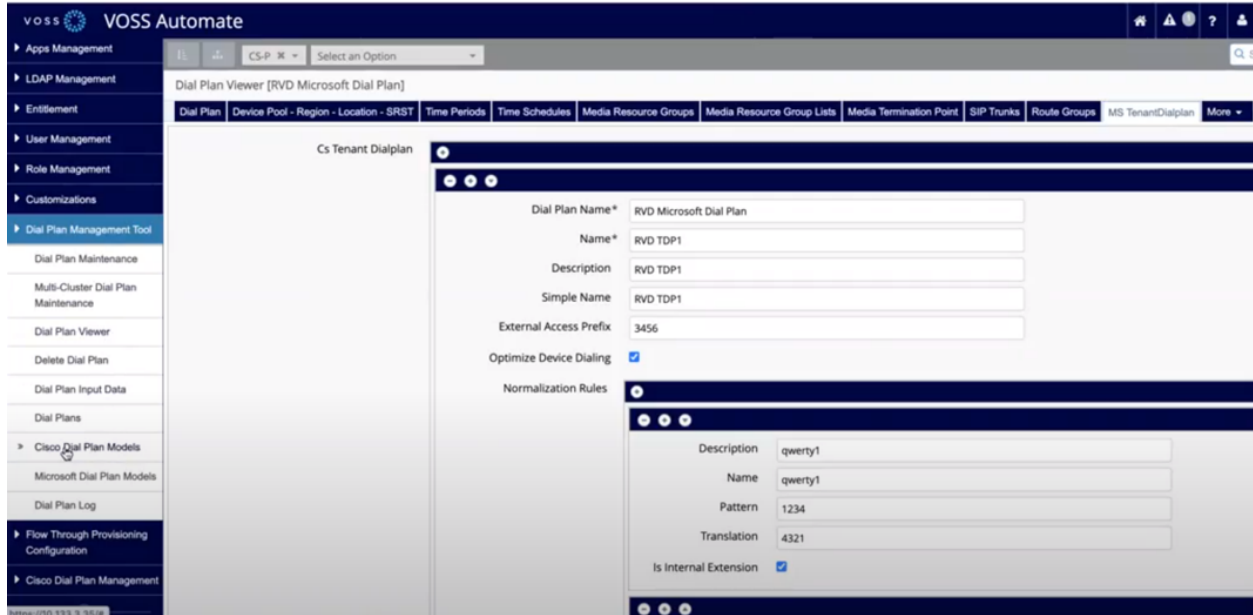 voss VOSS Automate
?
Apps Management
CS-P Select an Option
LDAP Management
Dial Plan Viewer [RVD Microsoft Dial Plan]
Entitlement
Dial Plan Device Pool - Region - Location - SRST Time Periods Time Schedules Media Resource Groups Media Resource Group Lists Media Termination Point SIP Trunks Route Groups MS TenantDialplan More
User Management
Role Management
Customizations
Dial Plan Management Tool
Dial Plan Maintenance
Multi-Cluster Dial Plan
Maintenance
Dial Plan Viewer
Delete Dial Plan
Dial Plan Input Data
Dial Plans
Cisco Dial Plan Models
Microsoft Dial Plan Models
Dial Plan Log
Flow Through Provisioning
Configuration
Cisco Dial Plan Management
Cs Tenant Dialplan
Dial Plan Name* RVD Microsoft Dial Plan
Name* RVD TDP1
Description RVD TDP1
Simple Name RVD TDP1
External Access Prefix 3456
Optimize Device Dialing
Normalization Rules
Description qwerty1
Name qwerty1
Pattern 1234
Translation 4321
Is Internal Extension